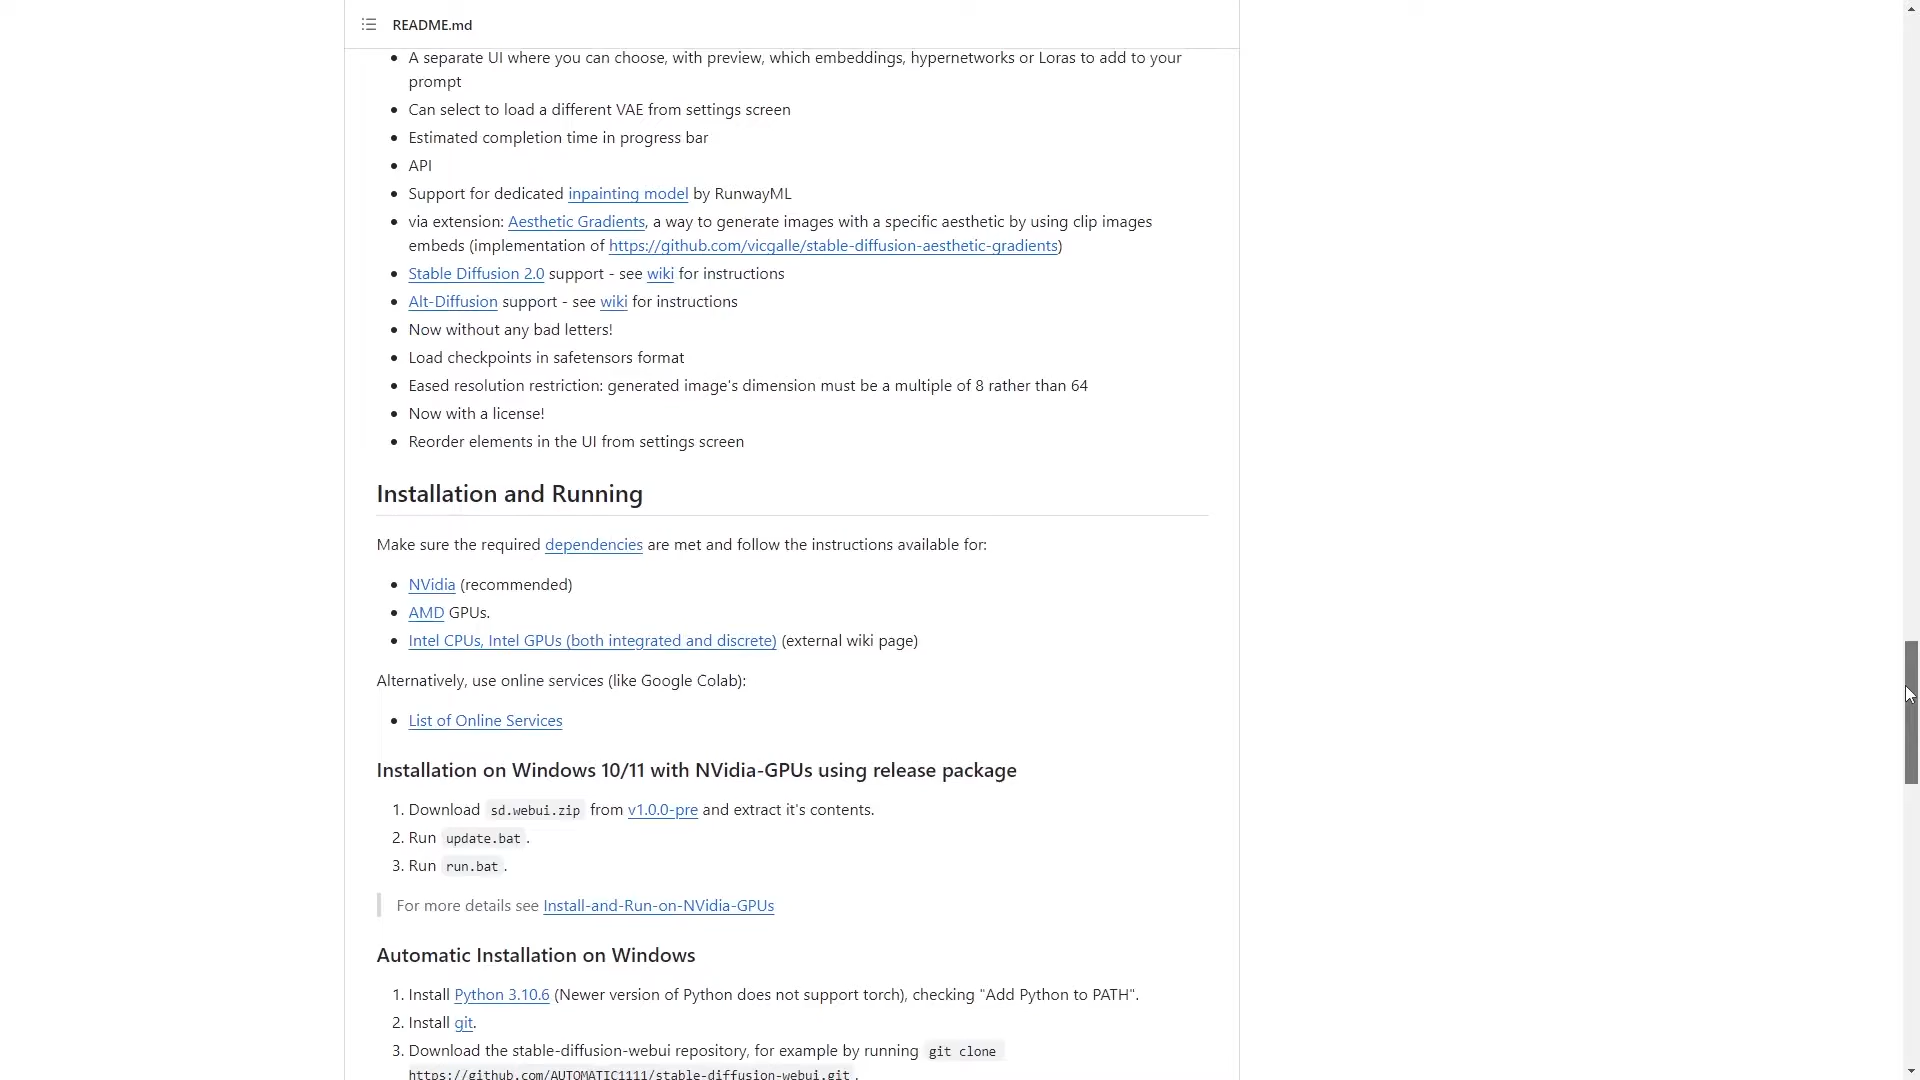 README.md
A separate UI where you can choose, with preview, which embeddings, hypernetworks or Loras to add to your
prompt
Can select to load a different VAE from settings screen
Estimated completion time in progress bar
API
Support for dedicated inpainting model by RunwayML
via extension: Aesthetic Gradients, a way to generate images with a specific aesthetic by using clip images
embeds (implementation of https://github.com/vicgalle/stable-diffusion-aesthetic-gradients)
Stable Diffusion 2.0 support - see wiki for instructions
Alt-Diffusion support - see wiki for instructions
Now without any bad letters!
Load checkpoints in safetensors format
Eased resolution restriction: generated image's dimension must be a multiple of 8 rather than 64
Now with a license!
Reorder elements in the UI from settings screen
Installation and Running
Make sure the required dependencies are met and follow the instructions available for:
NVidia (recommended)
AMD GPUs.
Intel CPUs, Intel GPUs (both integrated and discrete) (external wiki page)
Alternatively, use online services (like Google Colab):
List of Online Services
Installation on Windows 10/11 with NVidia-GPUs using release package
1. Download sd.webui.zip from v1.0.0-pre and extract it's contents.
2. Run update.bat.
3. Run run.bat.
For more details see Install-and-Run-on-NVidia-GPUs
Automatic Installation on Windows
1. Install Python 3.10.6 (Newer version of Python does not support torch), checking "Add Python to PATH".
2. Install git.
3. Download the stable-diffusion-webui repository, for example by running git clone
https://github.com/AUTOMATIC1111/stable-diffusion-webui.git.